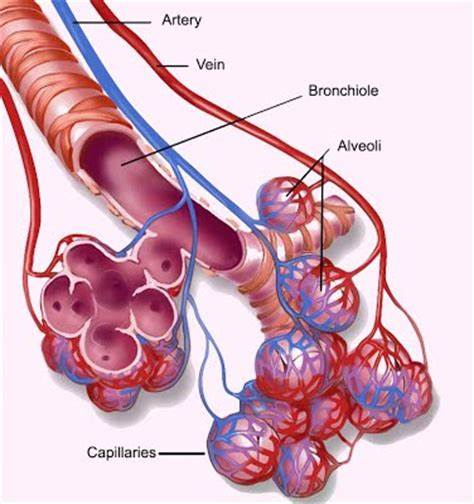 Artery
Vein
Bronchiole
Alveoli
Capillaries